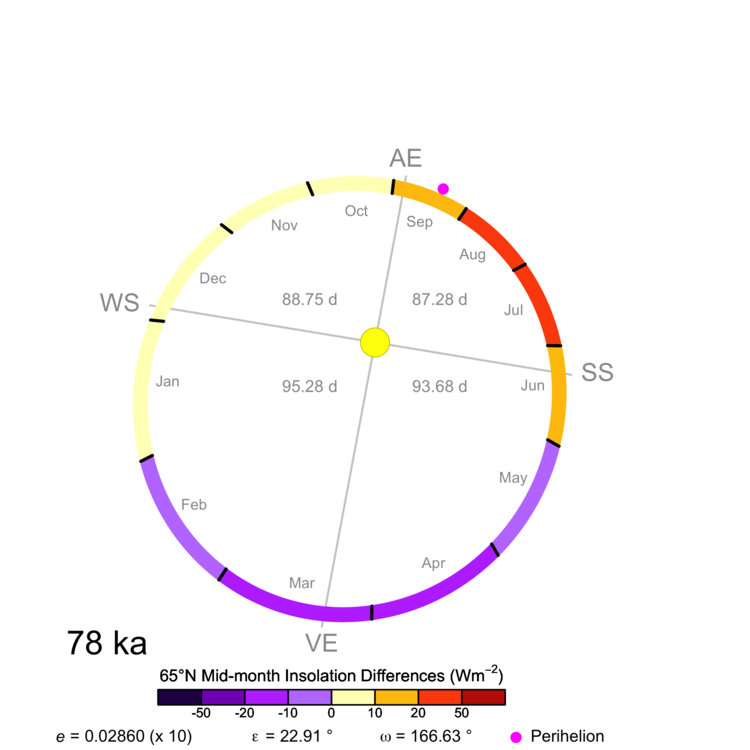 AE
Sep
Oct
Nov
Aug
Dec
WS
88.75 d
87.28 d
Jul
SS
Jan
95.28 d
93.68 d
Jun
May
Feb
Apr
Mar
78 ka
VE
65°N Mid-month Insolation Differences (Wm⁻²)
-50 -20 -10 0 10 20 50
e = 0.02860 (x 10) ε = 22.91 ° ω = 166.63 ° Perihelion